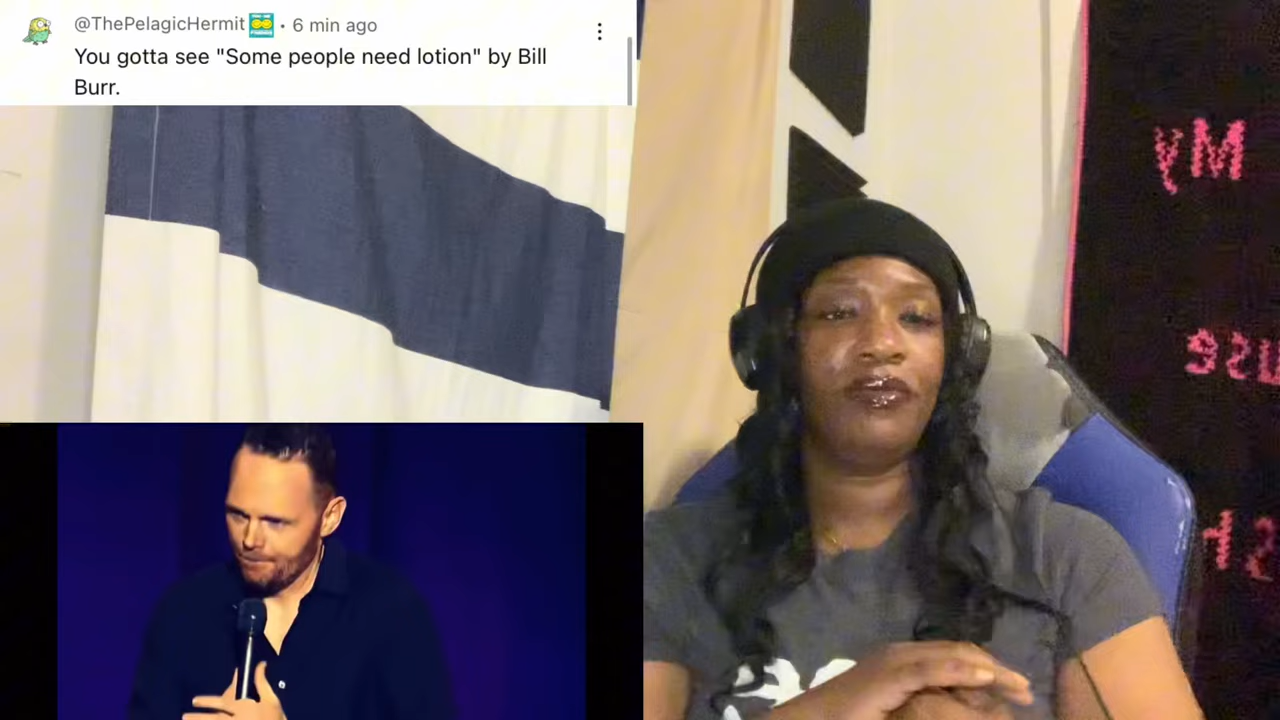 @ThePelagicHermit · 6 min ago
You gotta see "Some people need lotion" by Bill
Burr.
My